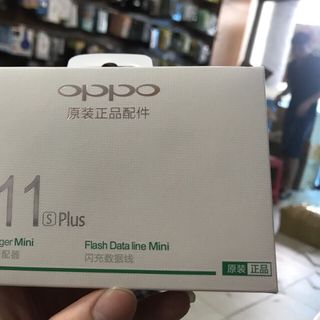 oppo
原装正品配件
11 S Plus
ger Mini
Flash Data line Mini
配器
闪充数据线
原装 正品